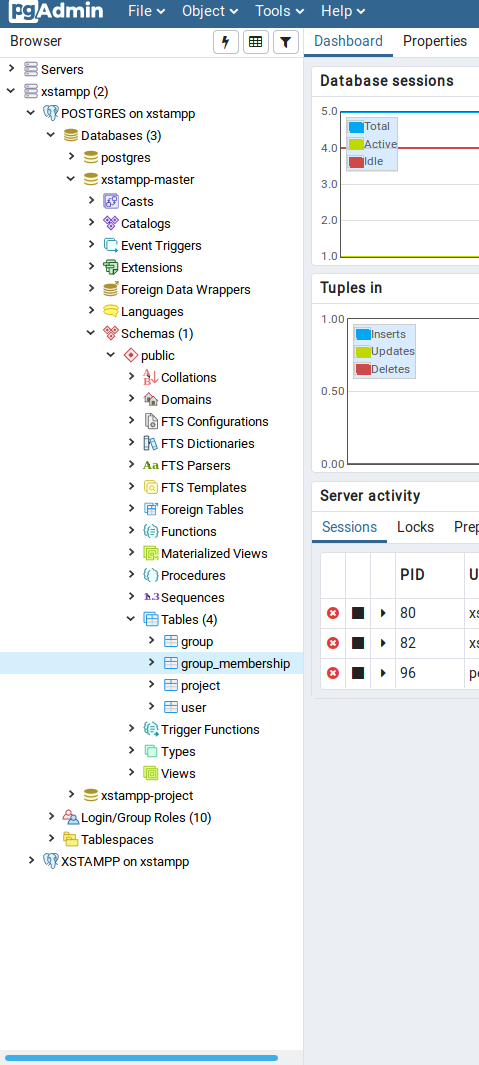 pgAdmin File Object Tools Help
Browser
Servers
xstampp (2)
POSTGRES on xstampp
Databases (3)
postgres
xstampp-master
Casts
Catalogs
Event Triggers
Extensions
Foreign Data Wrappers
Languages
Schemas (1)
public
Collations
Domains
FTS Configurations
FTS Dictionaries
FTS Parsers
FTS Templates
Foreign Tables
Functions
Materialized Views
Procedures
1..3 Sequences
Tables (4)
group
group_membership
project
user
Trigger Functions
Types
Views
xstampp-project
Login/Group Roles (10)
Tablespaces
XSTAMPP on xstampp
Dashboard Properties
Database sessions
5.0
4.0
3.0
2.0
1.0
Total
Active
Idle
Tuples in
1.00
0.50
0.00
Inserts
Updates
Deletes
Server activity
Sessions Locks Prep
PID U
80 xs
82 xs
96 po